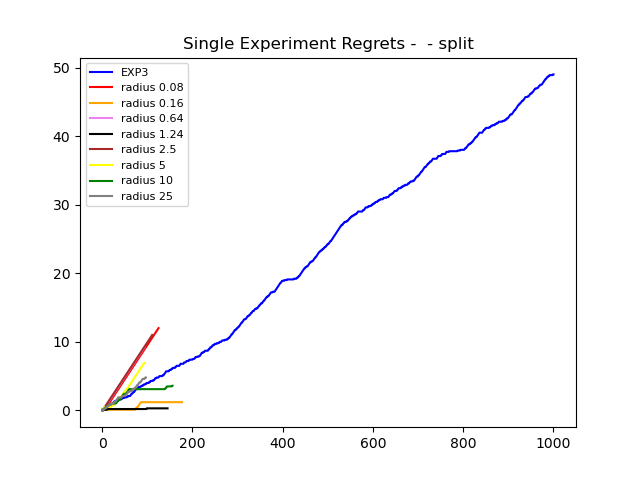 Single Experiment Regrets -  - split
50
40
30
20
10
0
EXP3
radius 0.08
radius 0.16
radius 0.64
radius 1.24
radius 2.5
radius 5
radius 10
radius 25
0 200 400 600 800 1000